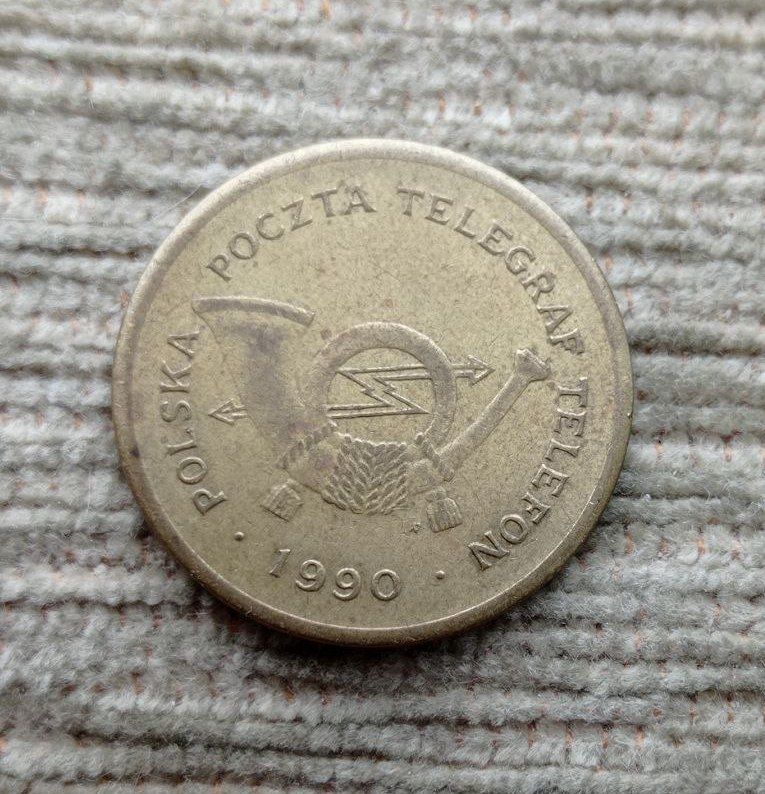 POLSKA POCZTA TELEGRAF TELEFON
· 1990 ·